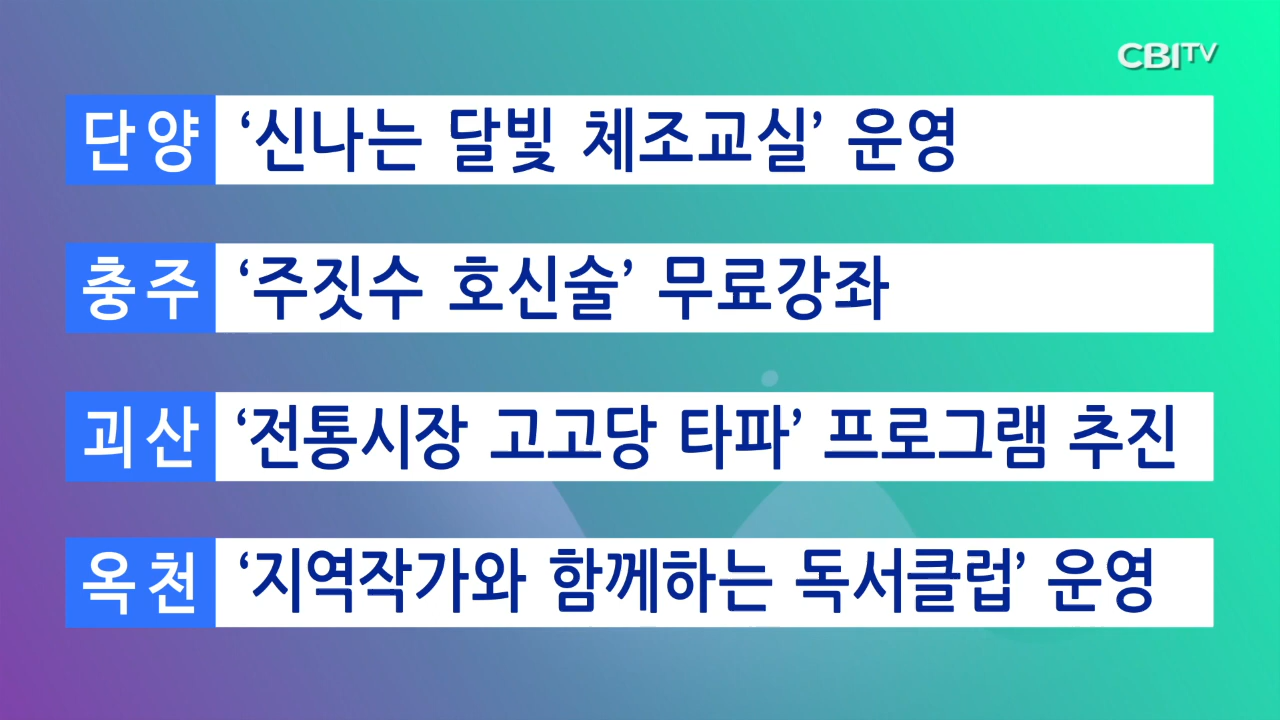 CBITV
단양 ‘신나는 달빛 체조교실’ 운영
충주 ‘주짓수 호신술’ 무료강좌
괴산 ‘전통시장 고고당 타파’ 프로그램 추진
옥천 ‘지역작가와 함께하는 독서클럽’ 운영